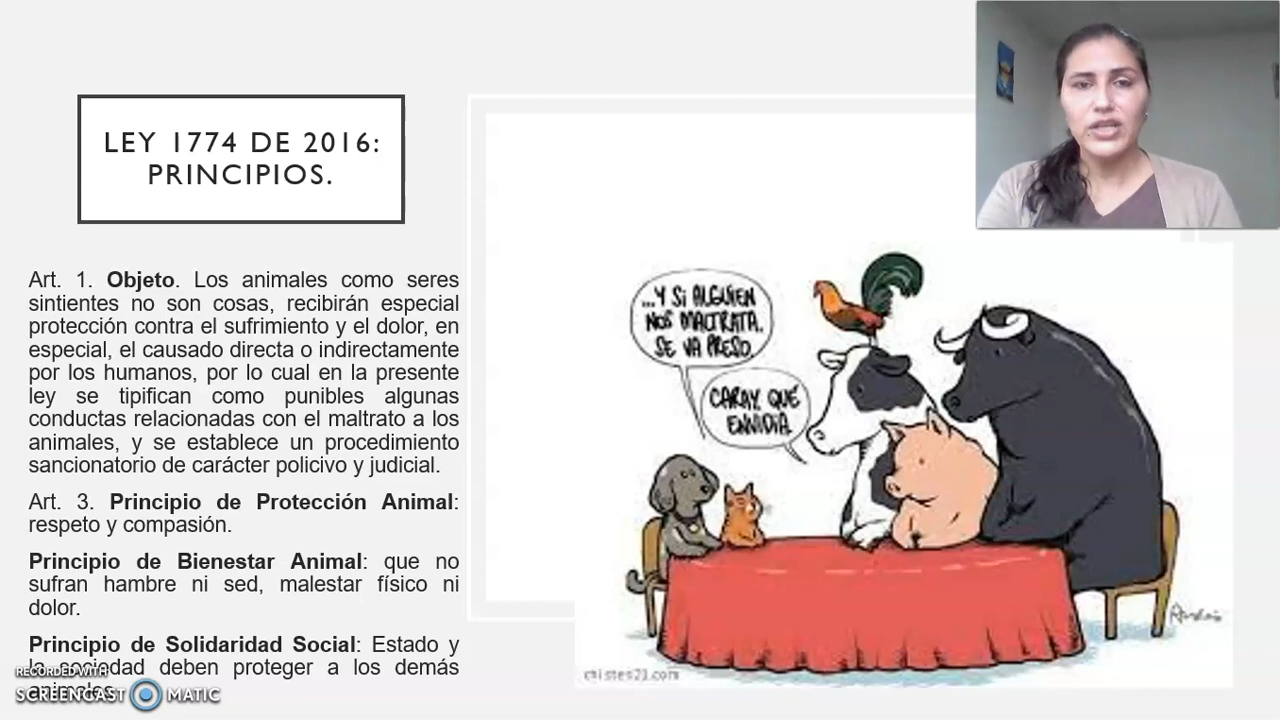 LEY 1774 DE 2016:
PRINCIPIOS.
Art. 1. Objeto. Los animales como seres
sintientes no son cosas, recibirán especial
protección contra el sufrimiento y el dolor, en
especial, el causado directa o indirectamente
por los humanos, por lo cual en la presente
ley se tipifican como punibles algunas
conductas relacionadas con el maltrato a los
animales, y se establece un procedimiento
sancionatorio de carácter policivo y judicial.
Art. 3. Principio de Protección Animal:
respeto y compasión.
Principio de Bienestar Animal: que no
sufran hambre ni sed, malestar físico ni
dolor.
Principio de Solidaridad Social: Estado y
la sociedad deben proteger a los demás
animales.
RECORDED WITH
SCREENCAST MATIC
...Y SI ALGUIEN
NOS MALTRATA,
SE VA PRESO.
CARAY, QUÉ
ENVIDIA.
chistes21.com